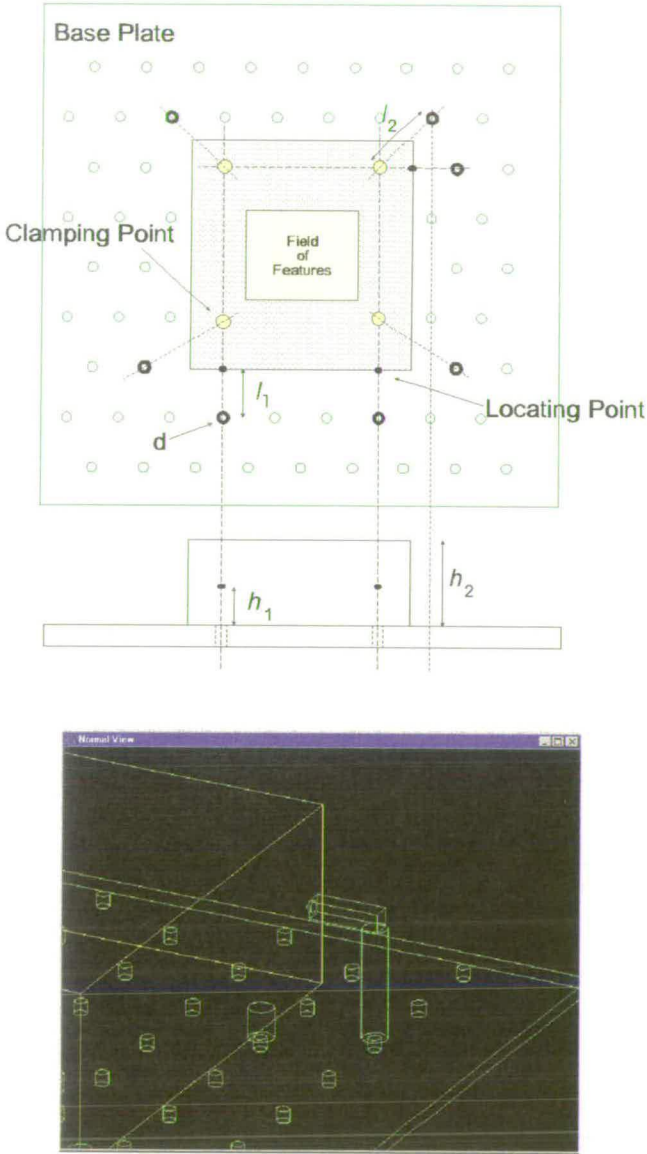 Base Plate
l2
Clamping Point
Field
of
Features
l1
Locating Point
d
h1
h2
Normal View